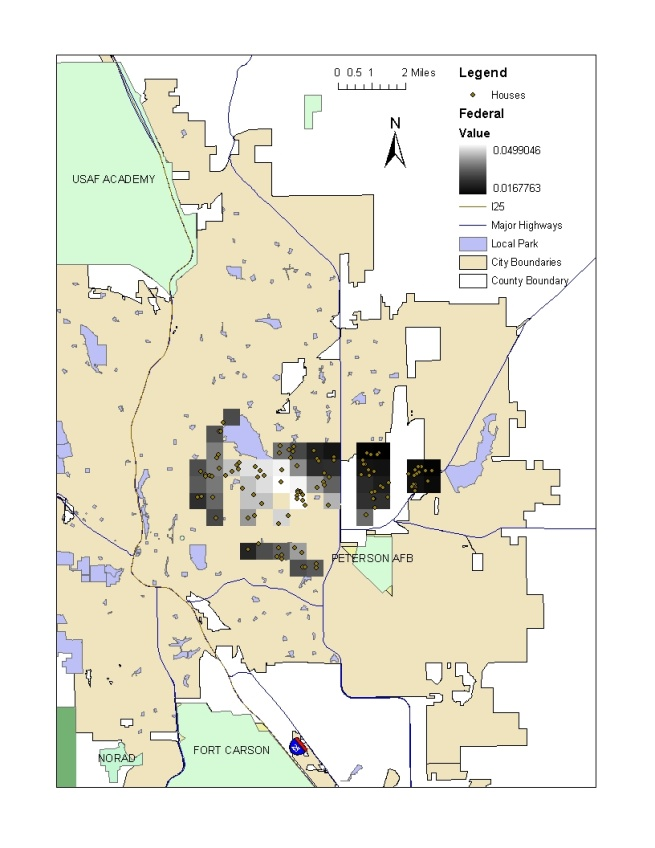 0 0.5 1 2 Miles
N
Legend
Houses
Federal
Value
0.0499046
0.0167763
I25
Major Highways
Local Park
City Boundaries
County Boundary
USAF ACADEMY
PETERSON AFB
FORT CARSON
NORAD